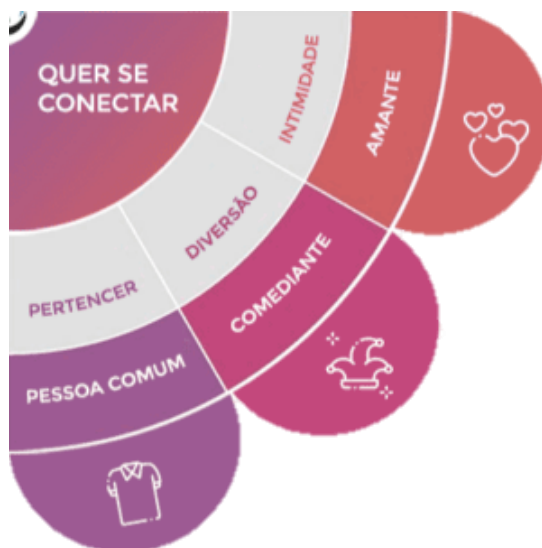 QUER SE
CONECTAR
INTIMIDADE
AMANTE
DIVERSÃO
COMEDIANTE
PERTENCER
PESSOA COMUM